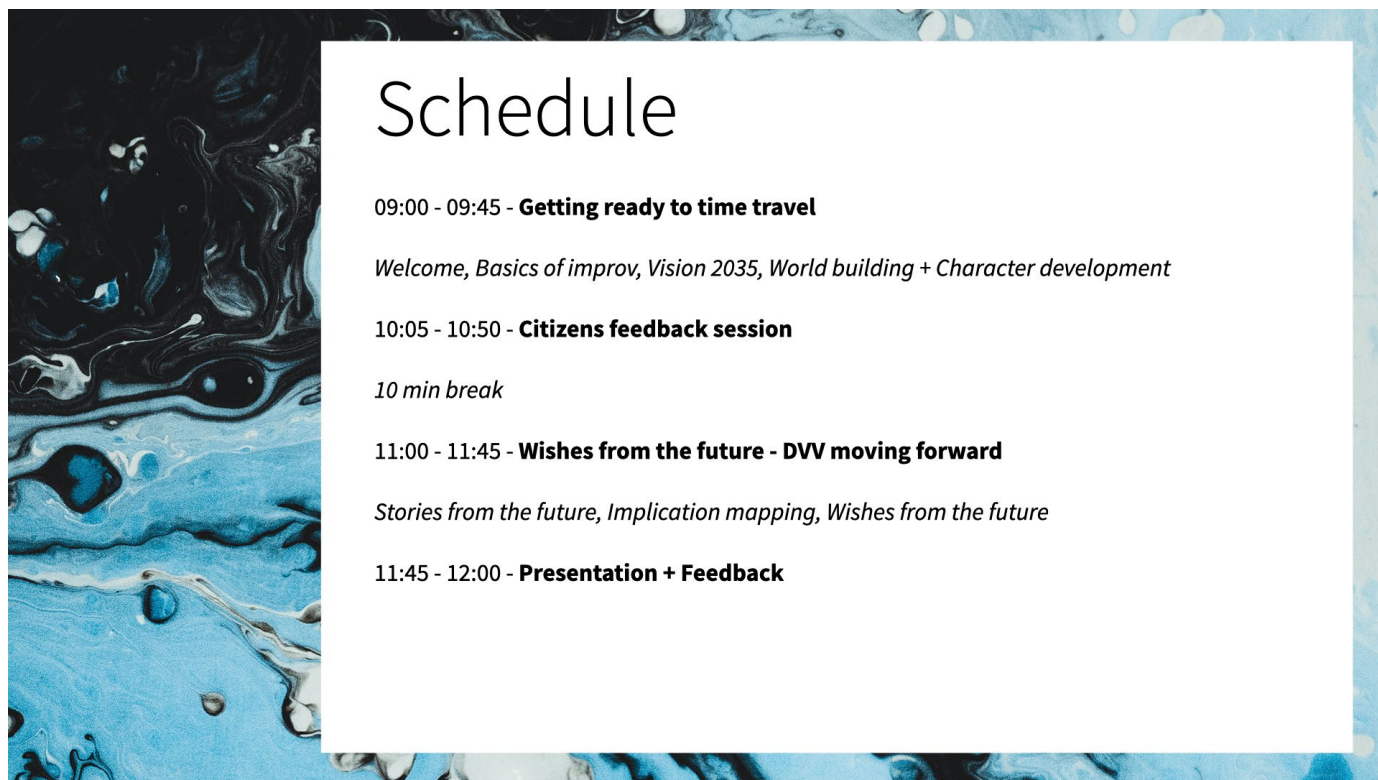 Schedule
09:00 - 09:45 - Getting ready to time travel
Welcome, Basics of improv, Vision 2035, World building + Character development
10:05 - 10:50 - Citizens feedback session
10 min break
11:00 - 11:45 - Wishes from the future - DVV moving forward
Stories from the future, Implication mapping, Wishes from the future
11:45 - 12:00 - Presentation + Feedback